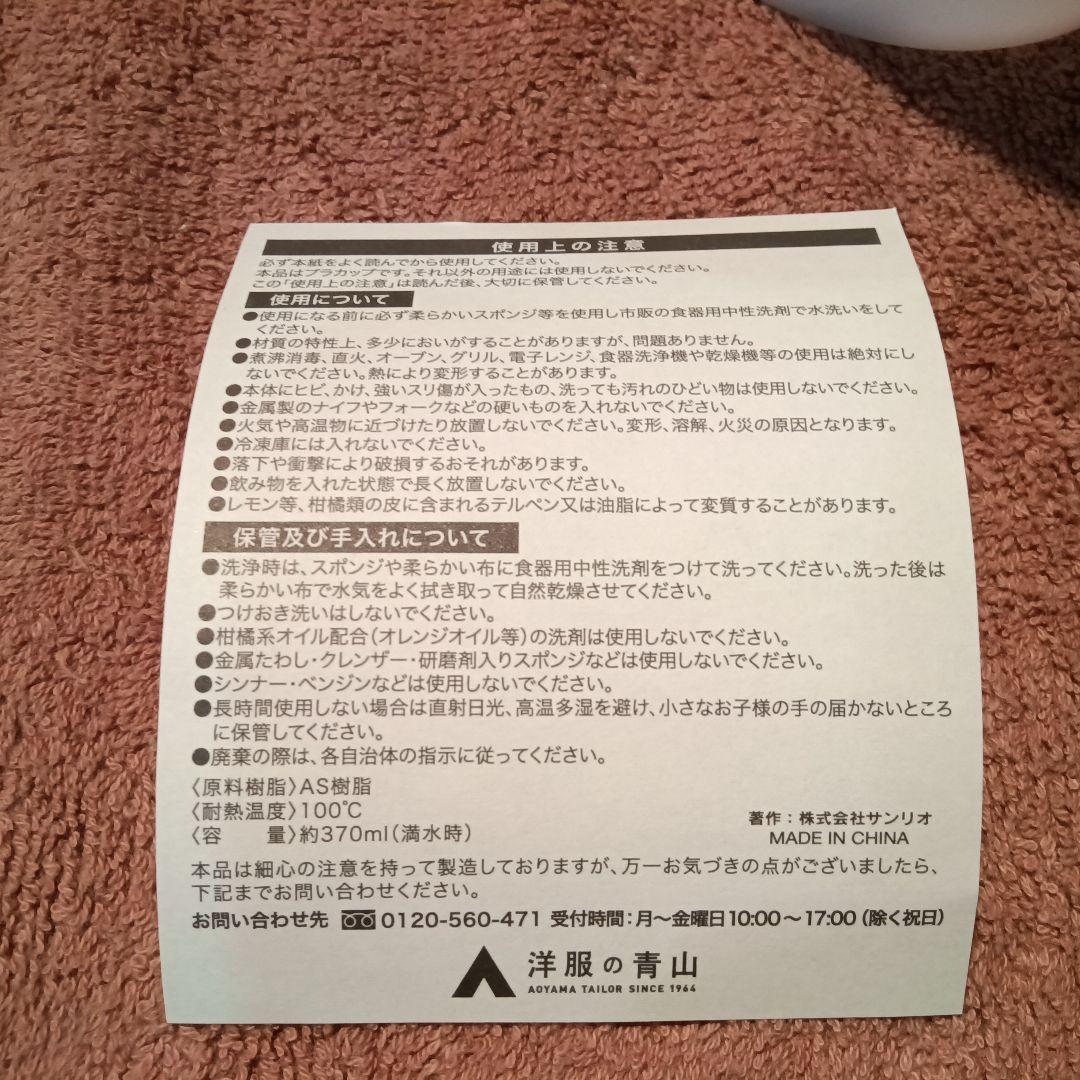 使用上の注意
必ず本紙をよく読んでから使用してください。
本品はプラカップです。それ以外の用途には使用しないでください。
この「使用上の注意」は読んだ後、大切に保管してください。
使用について
●使用になる前に必ず柔らかいスポンジ等を使用し市販の食器用中性洗剤で水洗いをして
ください。
●材質の特性上、多少においがすることがありますが、問題ありません。
●煮沸消毒、直火、オーブン、グリル、電子レンジ、食器洗浄機や乾燥機等の使用は絶対にし
ないでください。熱により変形することがあります。
●本体にヒビ、かけ、強いスリ傷が入ったもの、洗っても汚れのひどい物は使用しないでください。
●金属製のナイフやフォークなどの硬いものを入れないでください。
●火気や高温物に近づけたり放置しないでください。変形、溶解、火災の原因となります。
●冷凍庫には入れないでください。
●落下や衝撃により破損するおそれがあります。
●飲み物を入れた状態で長く放置しないでください。
●レモン等、柑橘類の皮に含まれるテルペン又は油脂によって変質することがあります。
保管及び手入れについて
●洗浄時は、スポンジや柔らかい布に食器用中性洗剤をつけて洗ってください。洗った後は
柔らかい布で水気をよく拭き取って自然乾燥させてください。
●つけおき洗いはしないでください。
●柑橘系オイル配合(オレンジオイル等)の洗剤は使用しないでください。
●金属たわし・クレンザー・研磨剤入りスポンジなどは使用しないでください。
●シンナー・ベンジンなどは使用しないでください。
●長時間使用しない場合は直射日光、高温多湿を避け、小さなお子様の手の届かないところ
に保管してください。
●廃棄の際は、各自治体の指示に従ってください。
〈原料樹脂〉AS樹脂
〈耐熱温度〉100℃
〈容　　量〉約370ml(満水時)
著作：株式会社サンリオ
MADE IN CHINA
本品は細心の注意を持って製造しておりますが、万一お気づきの点がございましたら、
下記までお問い合わせください。
お問い合わせ先 0120-560-471 受付時間：月～金曜日10:00～17:00(除く祝日)
洋服の青山
AOYAMA TAILOR SINCE 1964